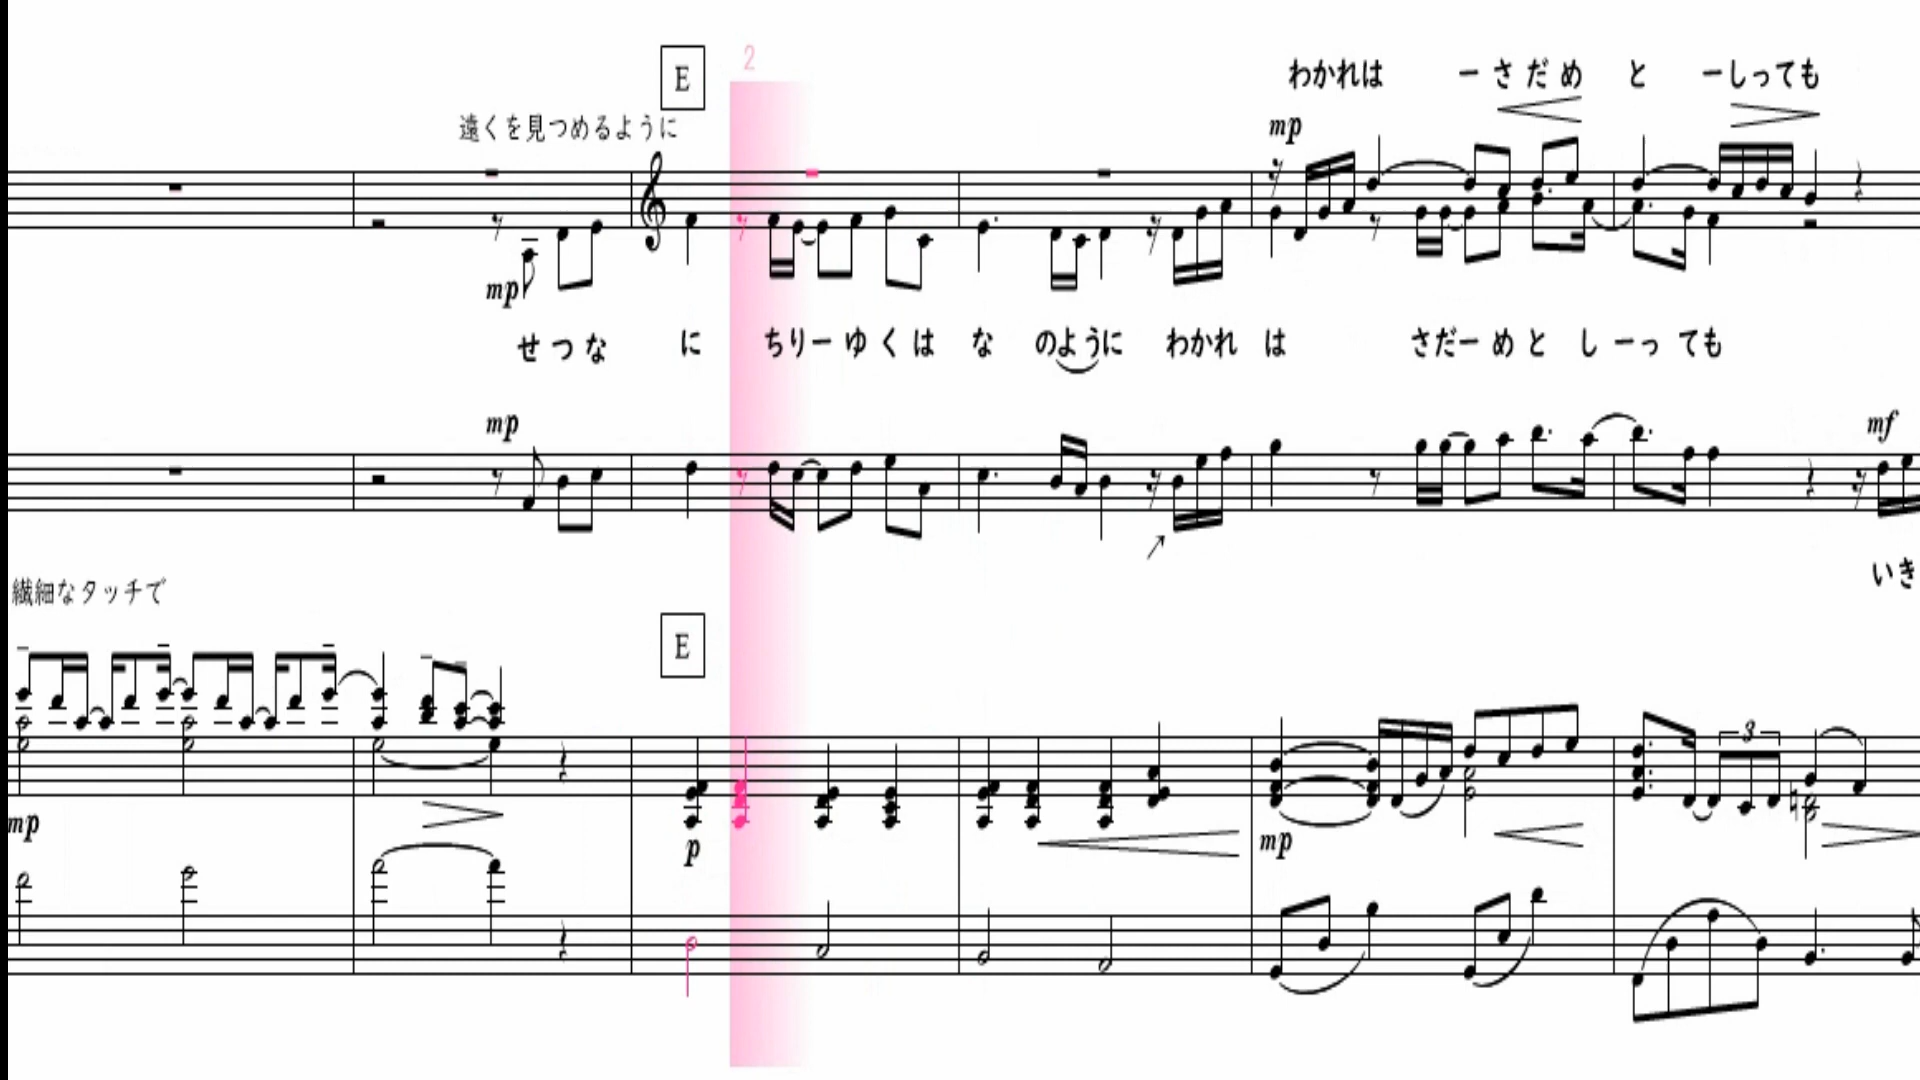 E
2
わかれは ーさだめ と ーしっても
遠くを見つめるように
mp
mp
せつな に ちりーゆくは な のように わかれ は さだーめと しーっ ても
mp
mf
いき
繊細なタッチで
E
3
mp
p
mp